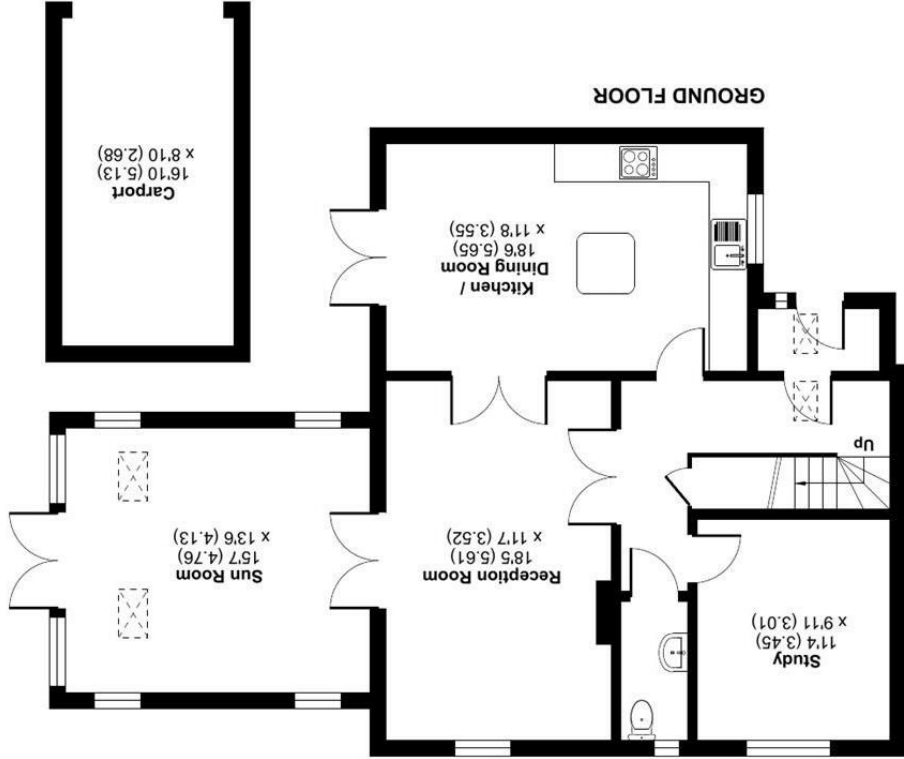 Study
11'4 (3.45)
x 9'11 (3.01)
Reception Room
18'5 (5.61)
x 11'7 (3.52)
Sun Room
15'7 (4.76)
x 13'6 (4.13)
Up
Kitchen /
Dining Room
18'6 (5.65)
x 11'8 (3.55)
Carport
16'10 (5.13)
x 8'10 (2.68)
GROUND FLOOR